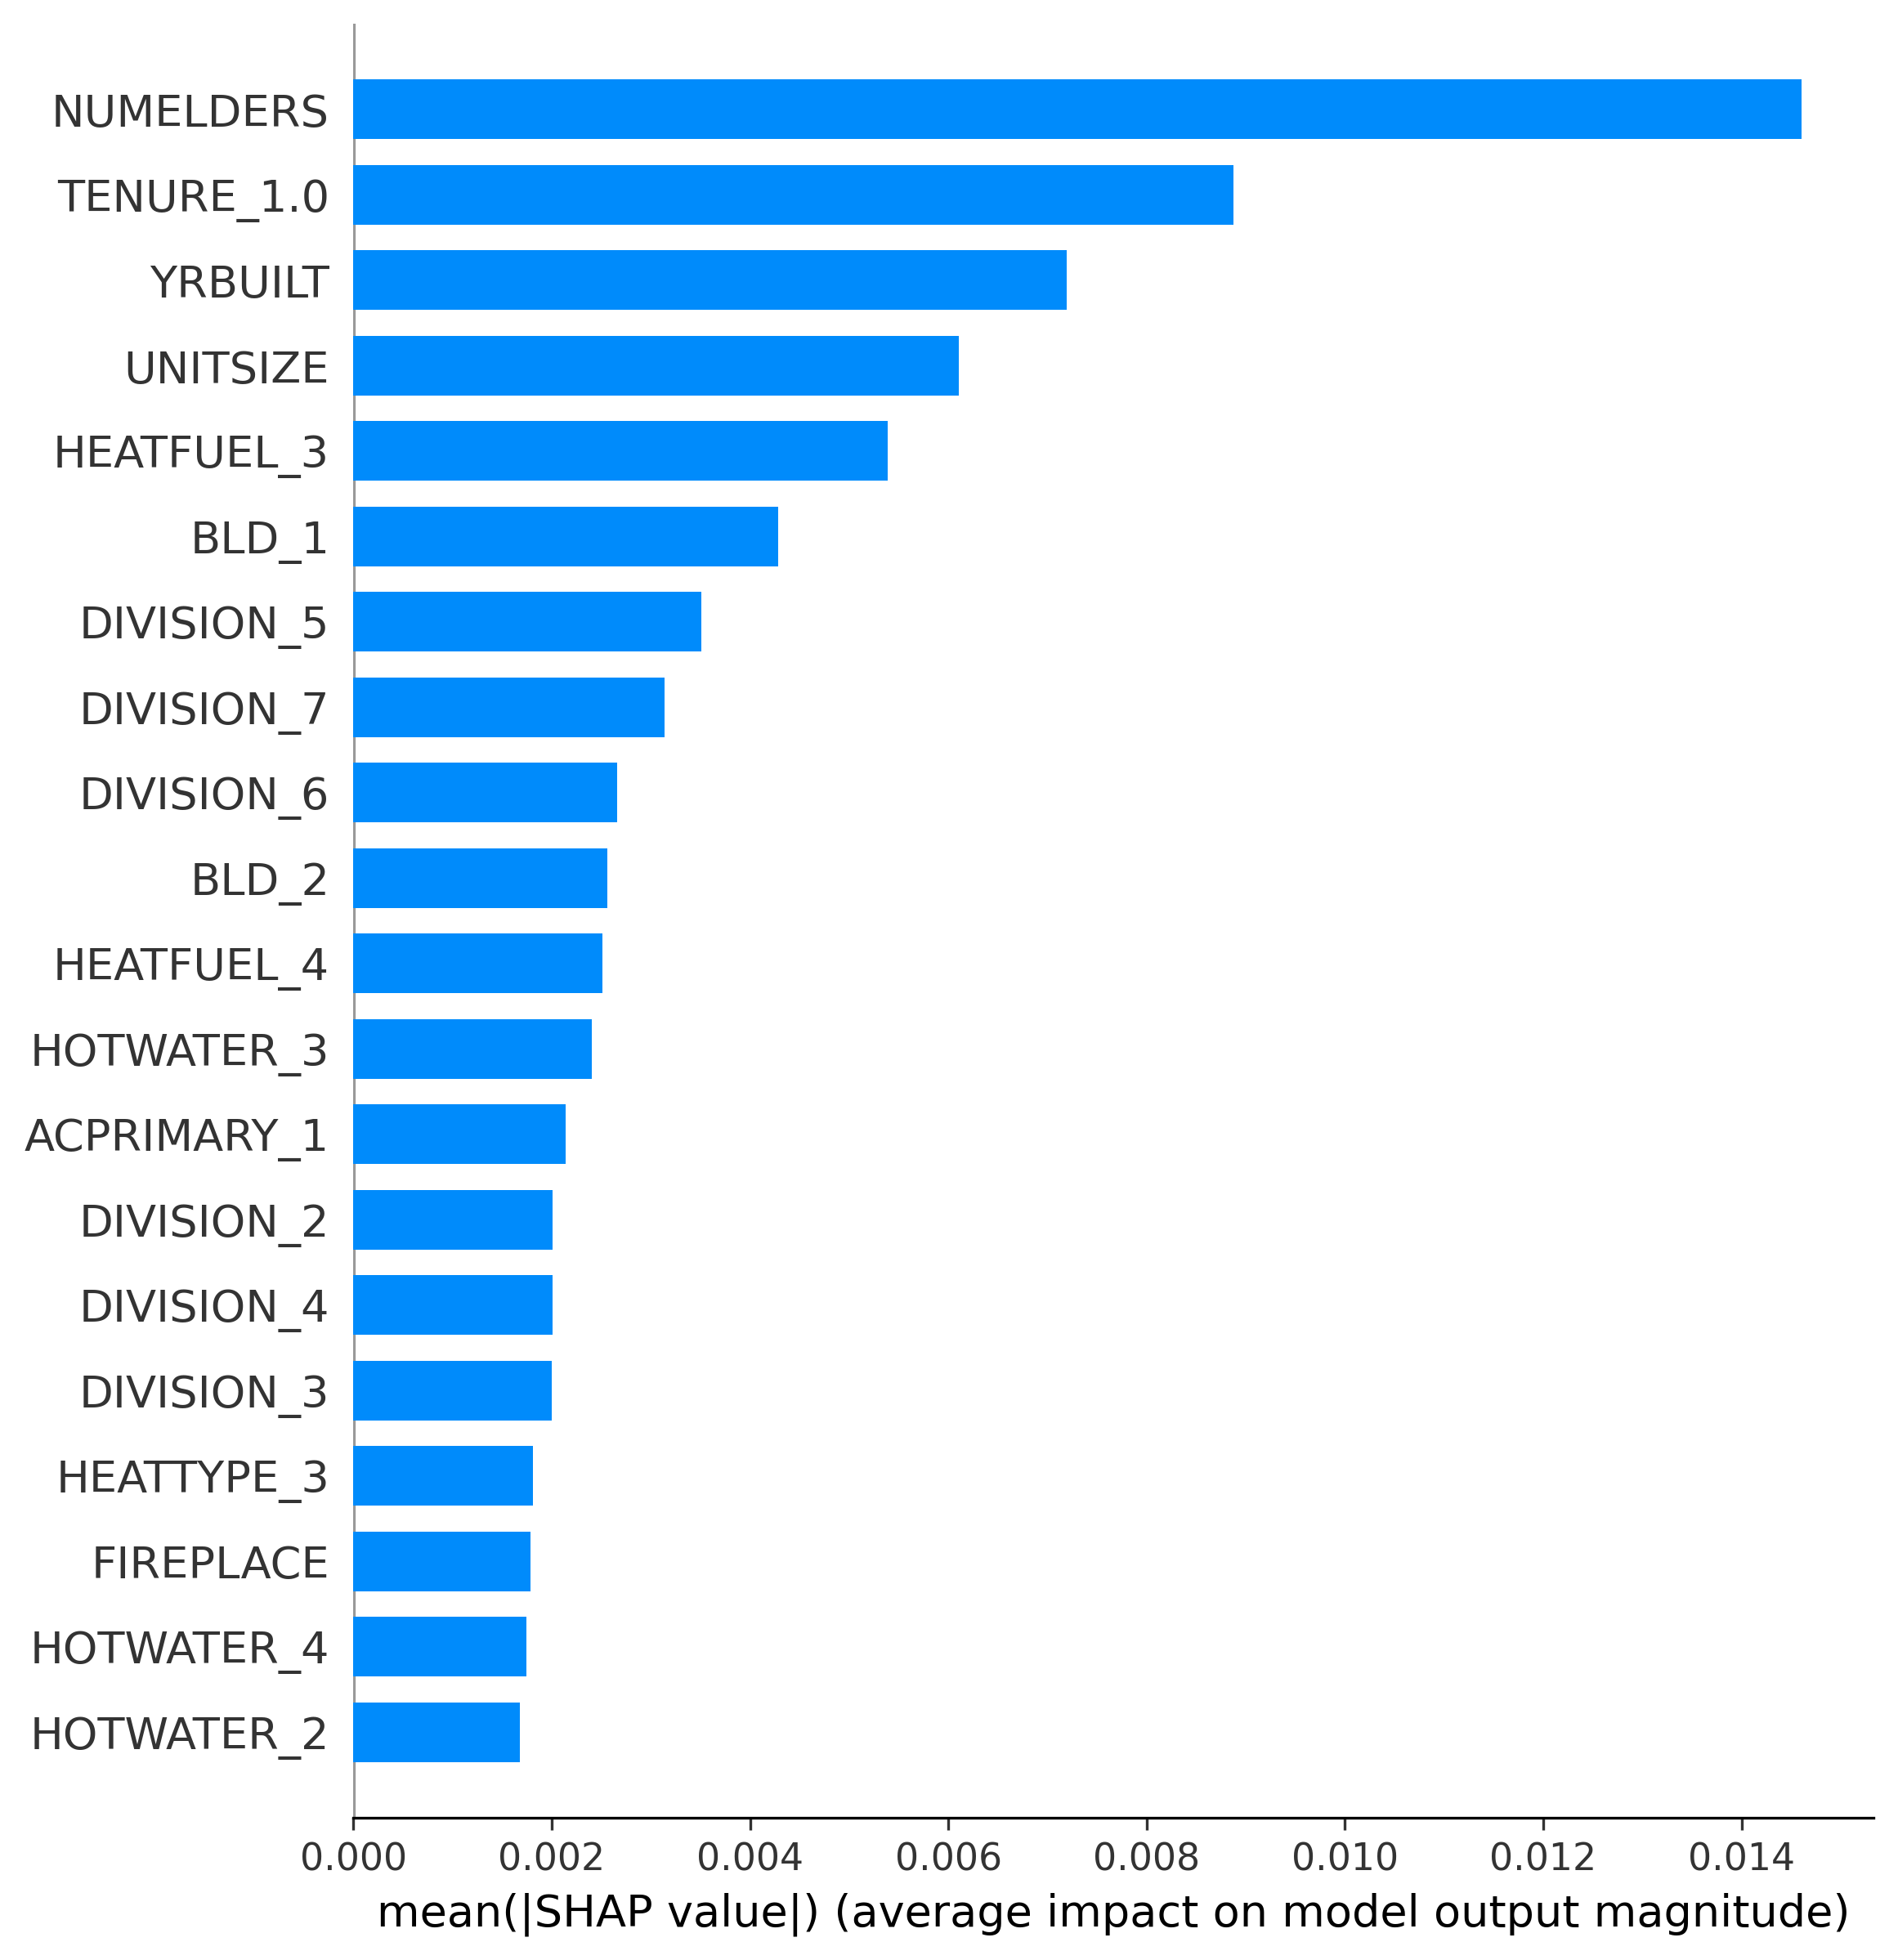 NUMELDERS
TENURE_1.0
YRBUILT
UNITSIZE
HEATFUEL_3
BLD_1
DIVISION_5
DIVISION_7
DIVISION_6
BLD_2
HEATFUEL_4
HOTWATER_3
ACPRIMARY_1
DIVISION_2
DIVISION_4
DIVISION_3
HEATTYPE_3
FIREPLACE
HOTWATER_4
HOTWATER_2
0.000 0.002 0.004 0.006 0.008 0.010 0.012 0.014
mean(|SHAP value|) (average impact on model output magnitude)